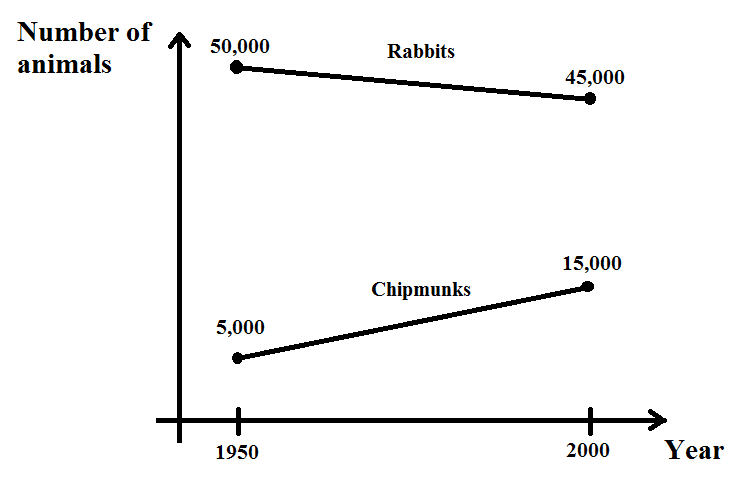 Number of
animals
50,000
Rabbits
45,000
15,000
Chipmunks
5,000
1950
2000
Year